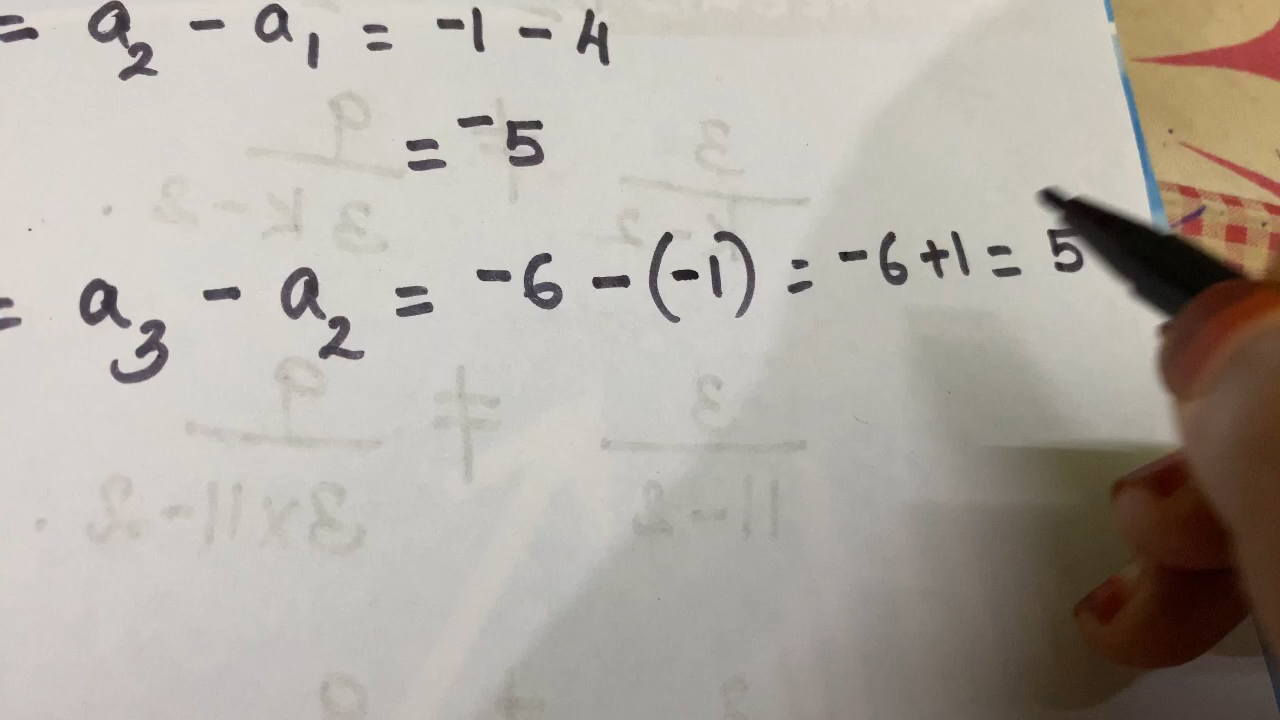 = a₂ - a₁ = -1 - 4
= -5
= a₃ - a₂ = -6 - (-1) = -6+1 = 5